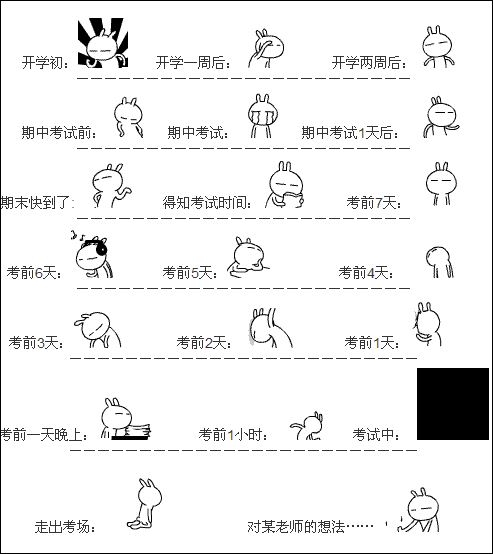 开学初： 开学一周后： 开学两周后：
期中考试前： 期中考试： 期中考试1天后：
期末快到了： 得知考试时间： 考前7天：
考前6天： 考前5天： 考前4天：
考前3天： 考前2天： 考前1天：
考前一天晚上： 考前1小时： 考试中：
走出考场： 对某老师的想法……